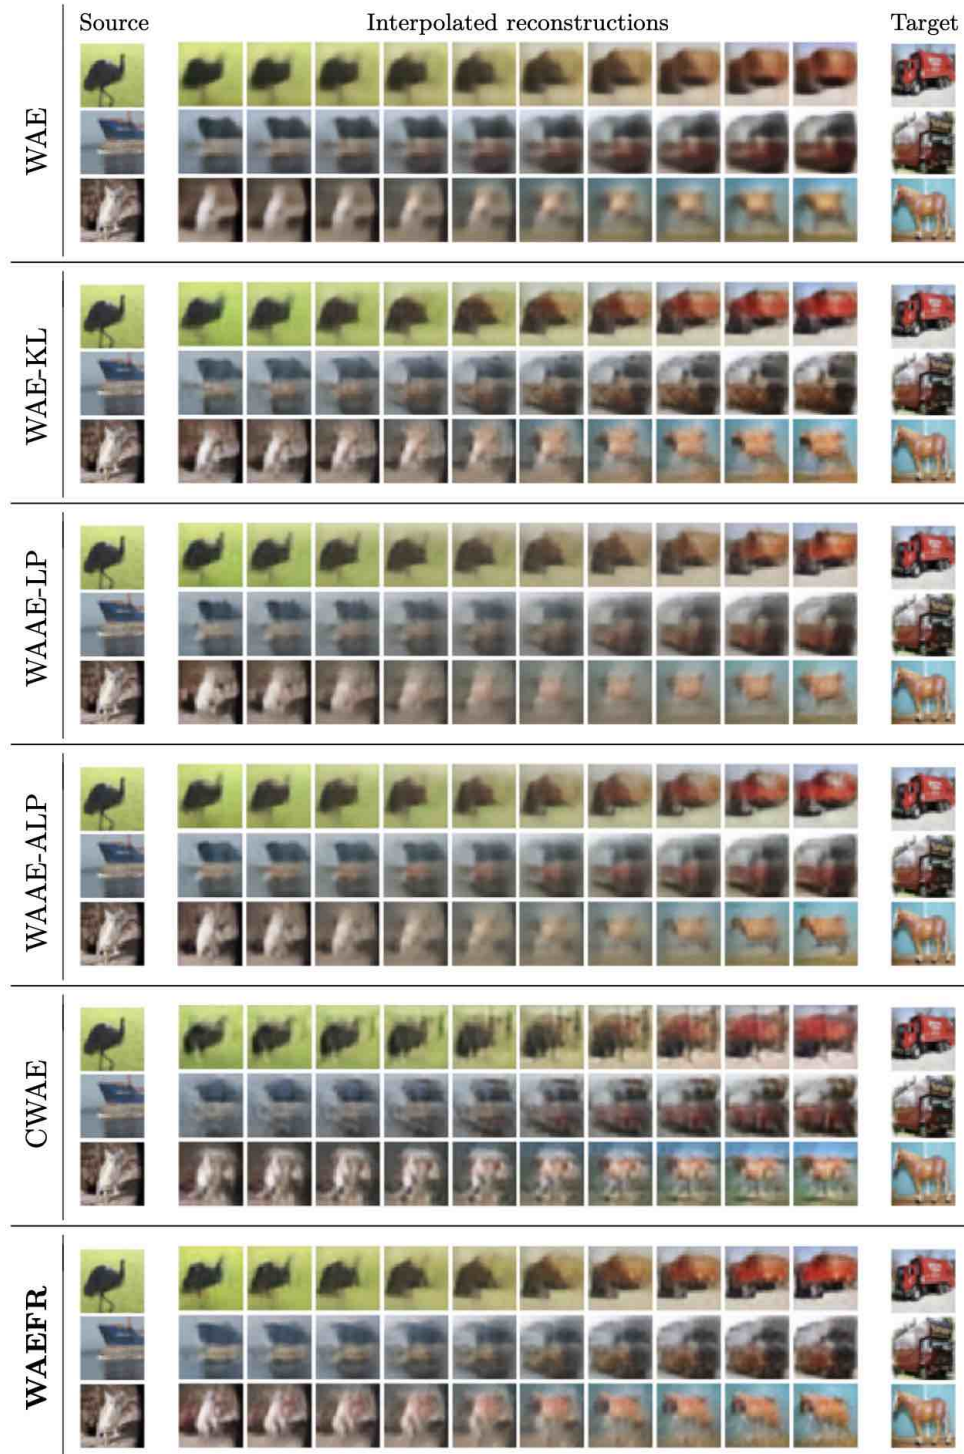 Source Interpolated reconstructions Target
WAE
WAE-KL
WAAE-LP
WAAE-ALP
CWAE
WAEFR